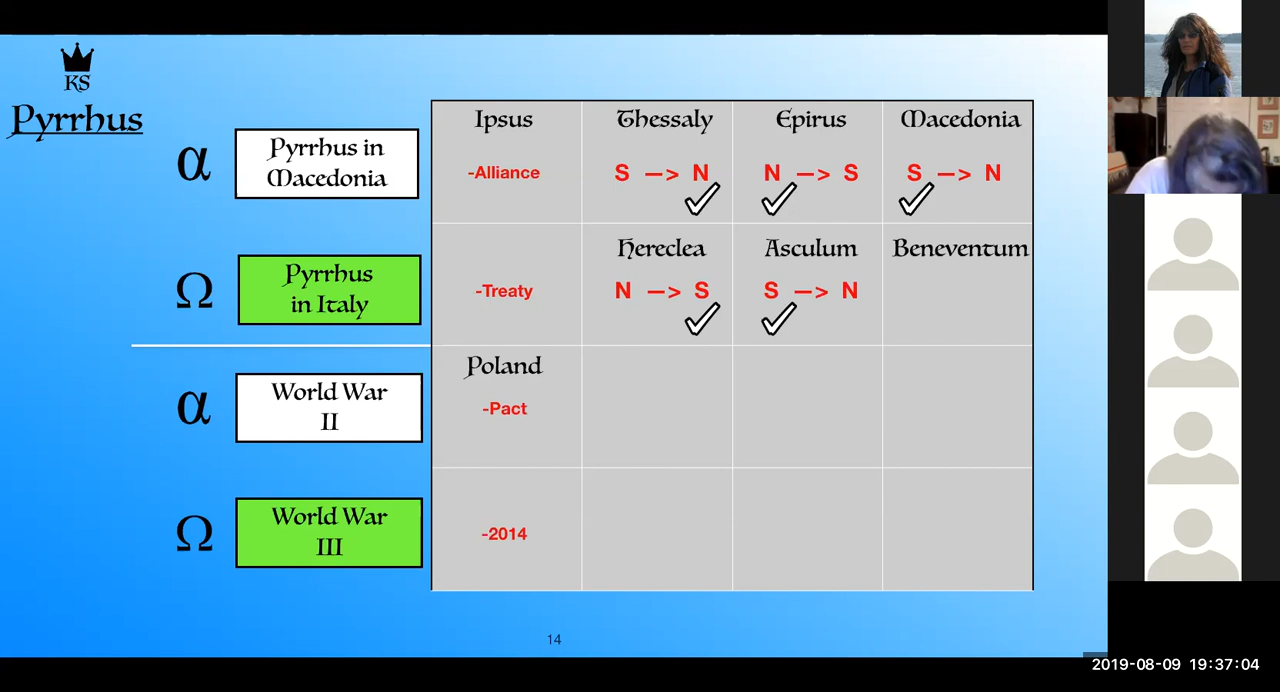 KS
Pyrrhus
α
Pyrrhus in
Macedonia
Ipsus
-Alliance
Thessaly
S —> N
Epirus
N —> S
Macedonia
S —> N
Ω
Pyrrhus
in Italy
-Treaty
Hereclea
N —> S
Asculum
S —> N
Beneventum
α
World War
II
Poland
-Pact
Ω
World War
III
-2014
14
2019-08-09 19:37:04